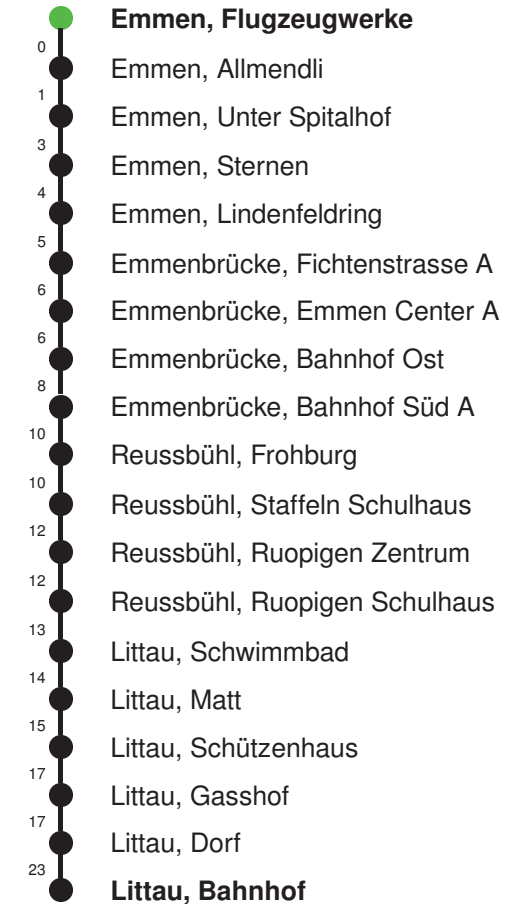 Emmen, Flugzeugwerke
0
Emmen, Allmendli
1
Emmen, Unter Spitalhof
3
Emmen, Sternen
4
Emmen, Lindenfeldring
5
Emmenbrücke, Fichtenstrasse A
6
Emmenbrücke, Emmen Center A
6
Emmenbrücke, Bahnhof Ost
8
Emmenbrücke, Bahnhof Süd A
10
Reussbühl, Frohburg
10
Reussbühl, Staffeln Schulhaus
12
Reussbühl, Ruopigen Zentrum
12
Reussbühl, Ruopigen Schulhaus
13
Littau, Schwimmbad
14
Littau, Matt
15
Littau, Schützenhaus
17
Littau, Gasshof
17
Littau, Dorf
23
Littau, Bahnhof